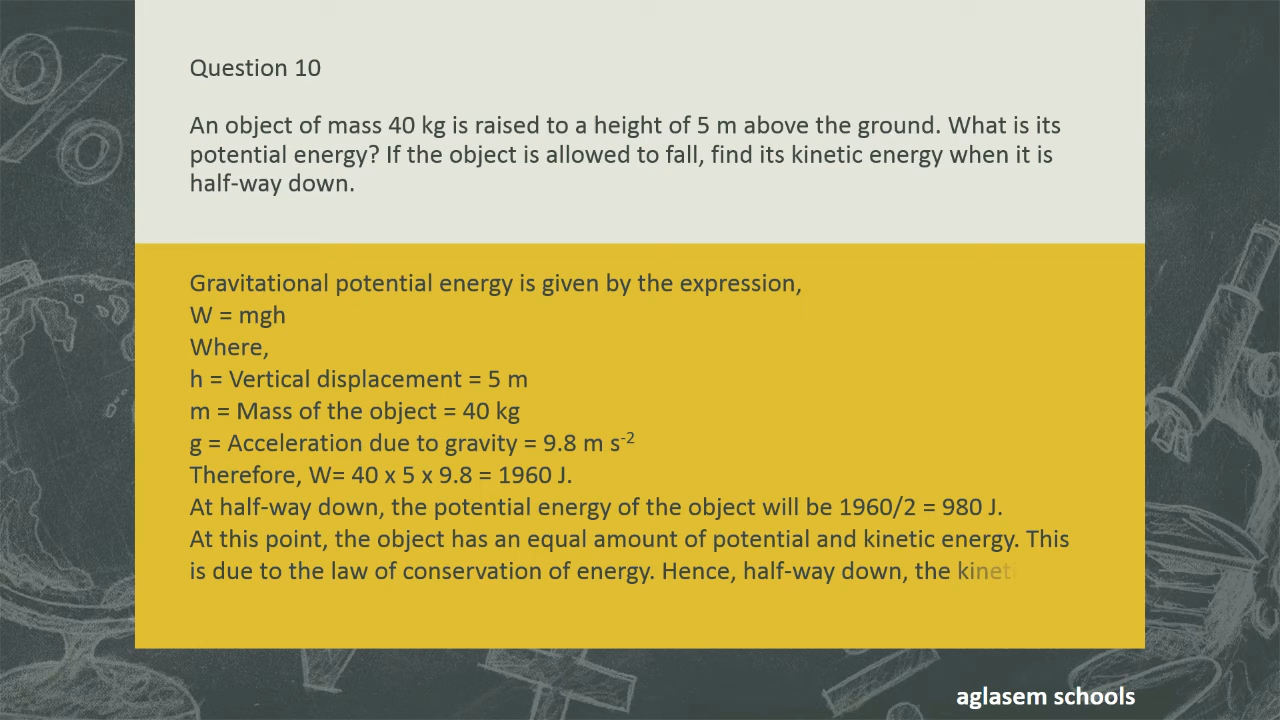 Question 10
An object of mass 40 kg is raised to a height of 5 m above the ground. What is its
potential energy? If the object is allowed to fall, find its kinetic energy when it is
half-way down.
Gravitational potential energy is given by the expression,
W = mgh
Where,
h = Vertical displacement = 5 m
m = Mass of the object = 40 kg
g = Acceleration due to gravity = 9.8 m s⁻²
Therefore, W= 40 x 5 x 9.8 = 1960 J.
At half-way down, the potential energy of the object will be 1960/2 = 980 J.
At this point, the object has an equal amount of potential and kinetic energy. This
is due to the law of conservation of energy. Hence, half-way down, the
aglasem schools